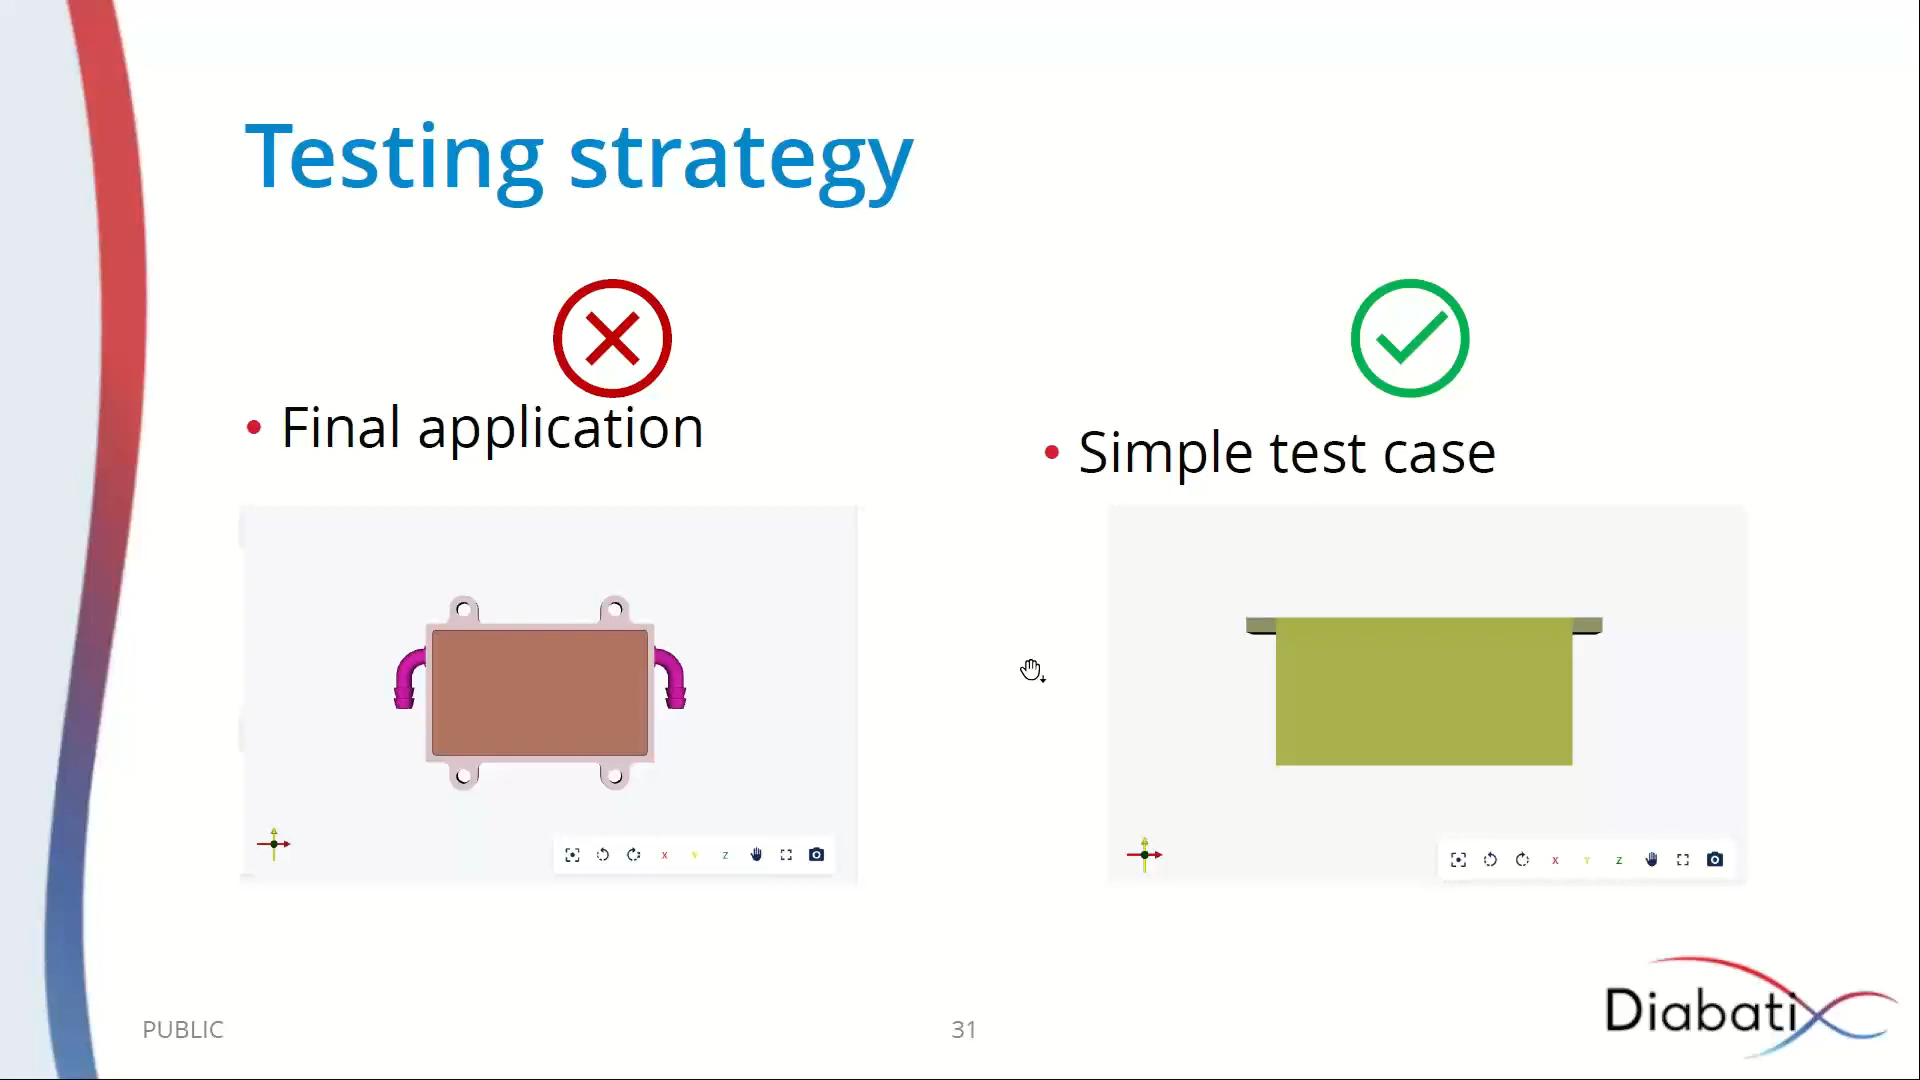 Testing strategy
• Final application
• Simple test case
X Y Z
X Y Z
PUBLIC
31
Diabatix